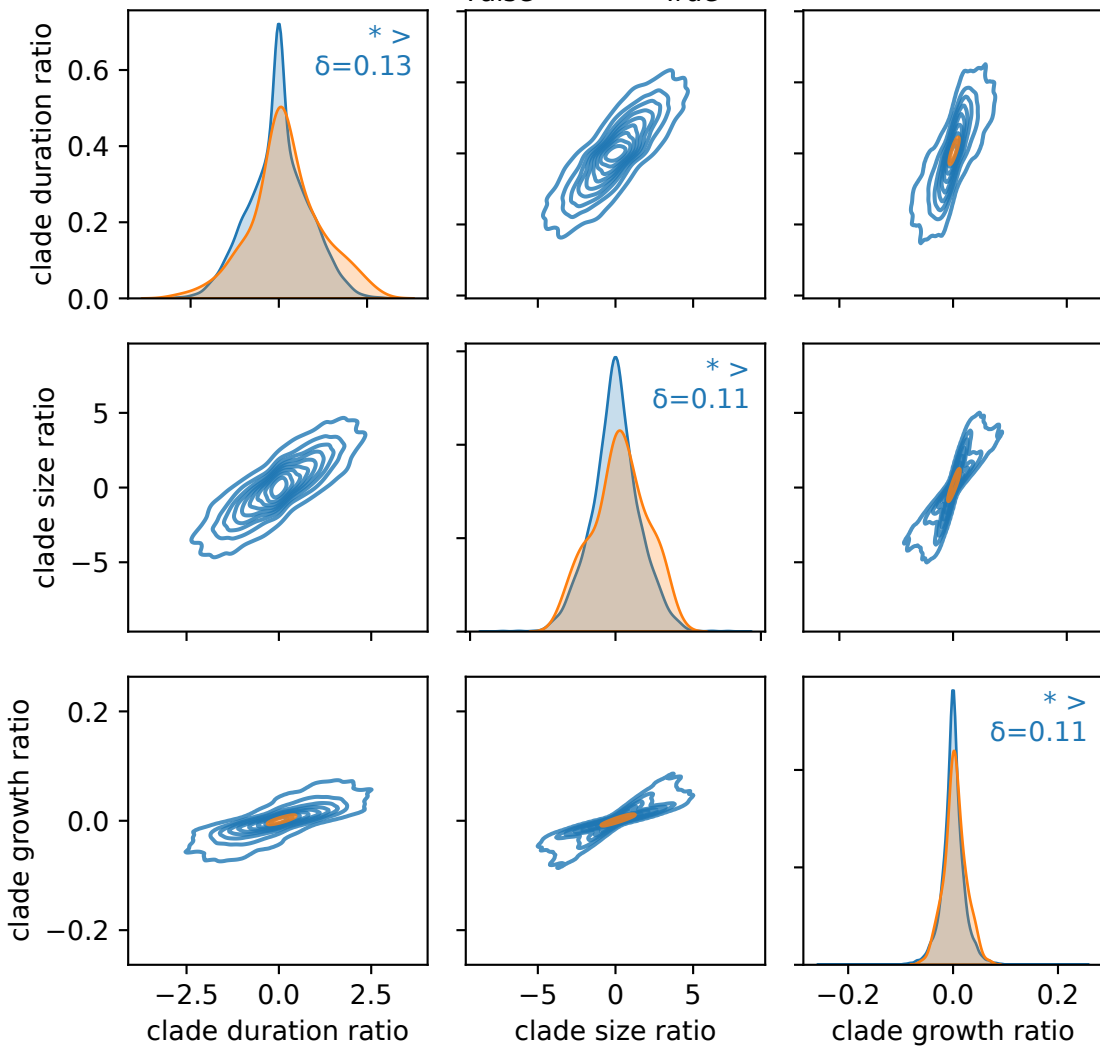 * >
δ=0.13
clade duration ratio
0.6
0.4
0.2
0.0
* >
δ=0.11
clade size ratio
5
0
−5
* >
δ=0.11
clade growth ratio
0.2
0.0
−0.2
−2.5 0.0 2.5
−5 0 5
−0.2 0.0 0.2
clade duration ratio
clade size ratio
clade growth ratio